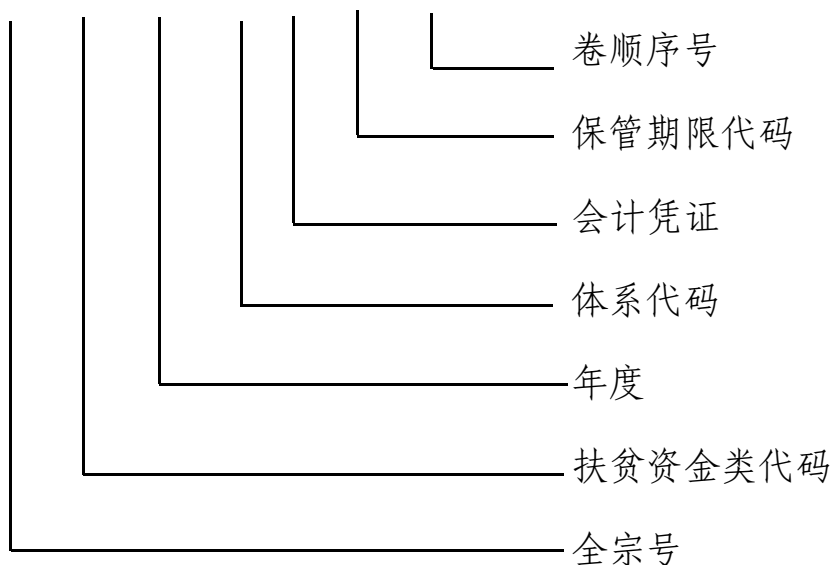 卷顺序号
保管期限代码
会计凭证
体系代码
年度
扶贫资金类代码
全宗号